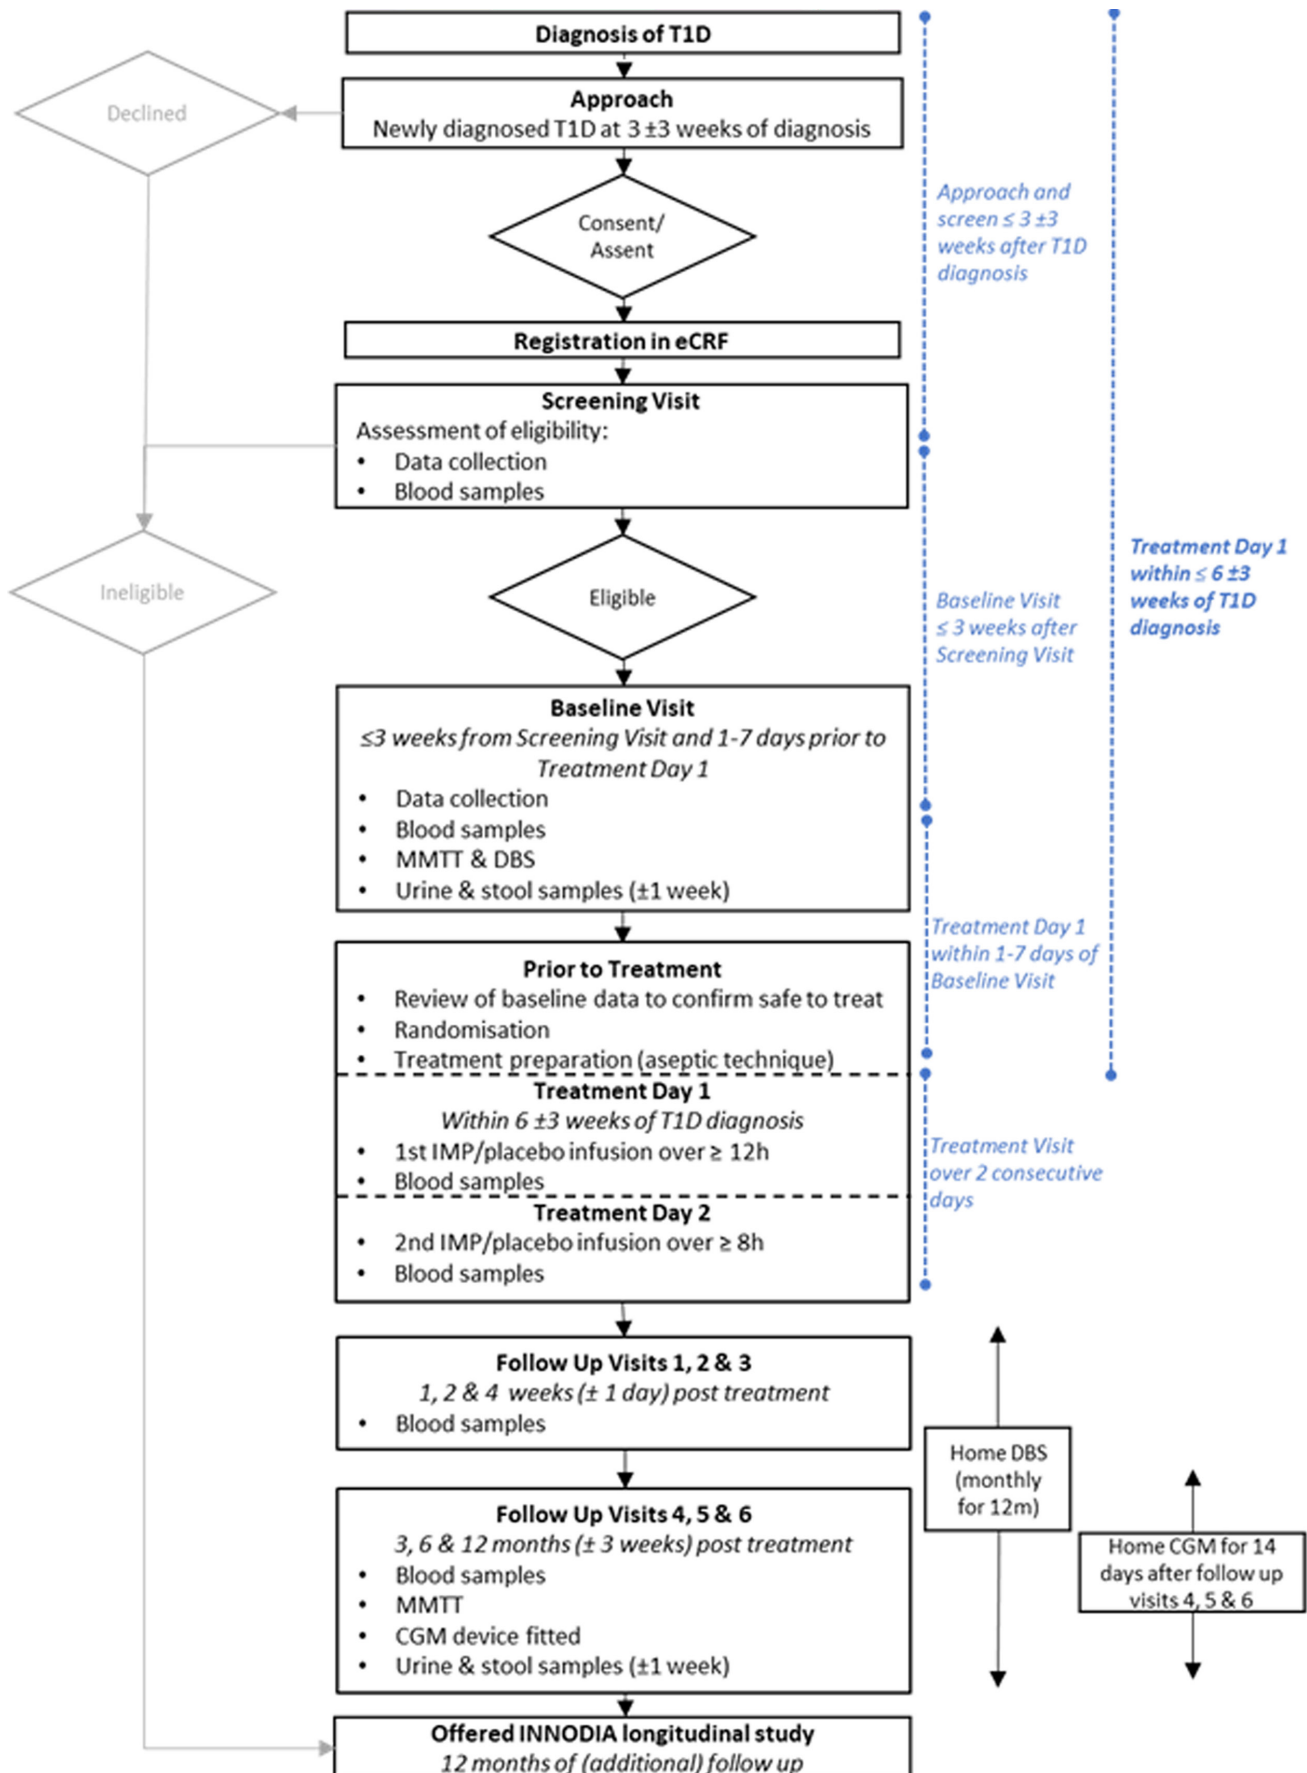 Diagnosis of T1D
Approach
Newly diagnosed T1D at 3 ±3 weeks of diagnosis
Declined
Consent/
Assent
Approach and
screen ≤ 3 ±3
weeks after T1D
diagnosis
Registration in eCRF
Screening Visit
Assessment of eligibility:
• Data collection
• Blood samples
Ineligible
Eligible
Baseline Visit
≤ 3 weeks after
Screening Visit
Treatment Day 1
within ≤ 6 ±3
weeks of T1D
diagnosis
Baseline Visit
≤3 weeks from Screening Visit and 1-7 days prior to
Treatment Day 1
• Data collection
• Blood samples
• MMTT & DBS
• Urine & stool samples (±1 week)
Treatment Day 1
within 1-7 days of
Baseline Visit
Prior to Treatment
• Review of baseline data to confirm safe to treat
• Randomisation
• Treatment preparation (aseptic technique)
Treatment Day 1
Within 6 ±3 weeks of T1D diagnosis
• 1st IMP/placebo infusion over ≥ 12h
• Blood samples
Treatment Visit
over 2 consecutive
days
Treatment Day 2
• 2nd IMP/placebo infusion over ≥ 8h
• Blood samples
Follow Up Visits 1, 2 & 3
1, 2 & 4 weeks (± 1 day) post treatment
• Blood samples
Home DBS
(monthly
for 12m)
Follow Up Visits 4, 5 & 6
3, 6 & 12 months (± 3 weeks) post treatment
• Blood samples
• MMTT
• CGM device fitted
• Urine & stool samples (±1 week)
Home CGM for 14
days after follow up
visits 4, 5 & 6
Offered INNODIA longitudinal study
12 months of (additional) follow up